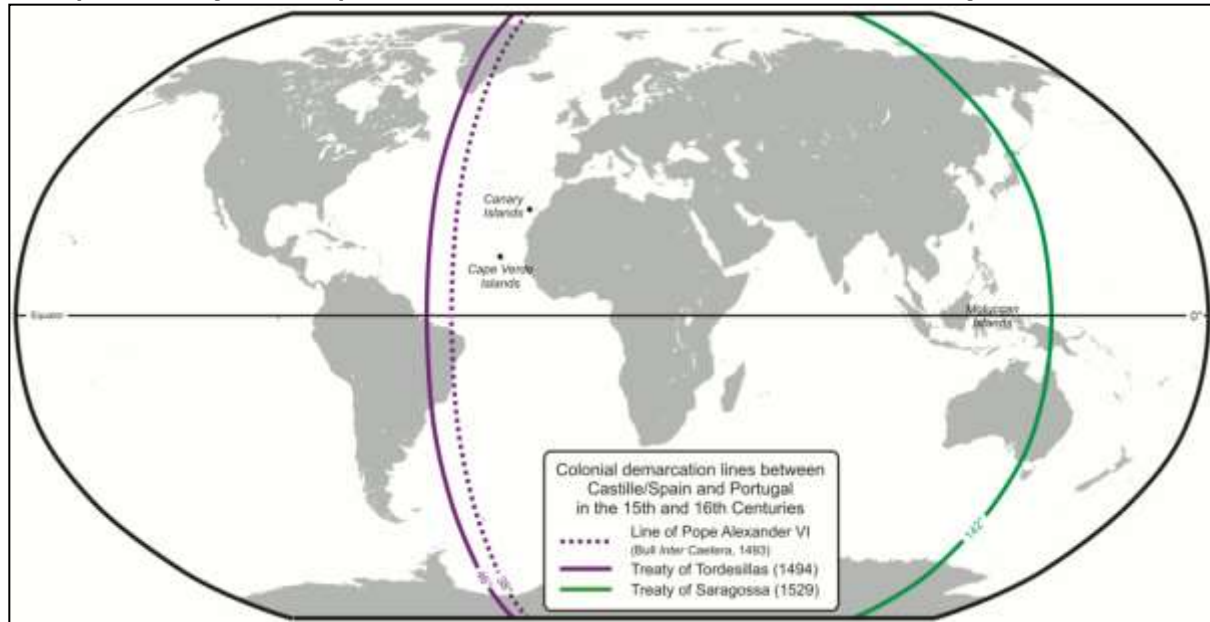 Canary
Islands
Cape Verde
Islands
Equator
Moluccan
Islands
0°
Colonial demarcation lines between
Castille/Spain and Portugal
in the 15th and 16th Centuries
Line of Pope Alexander VI
(Bull Inter Caetera, 1493)
Treaty of Tordesillas (1494)
Treaty of Saragossa (1529)
46°
38°
142°